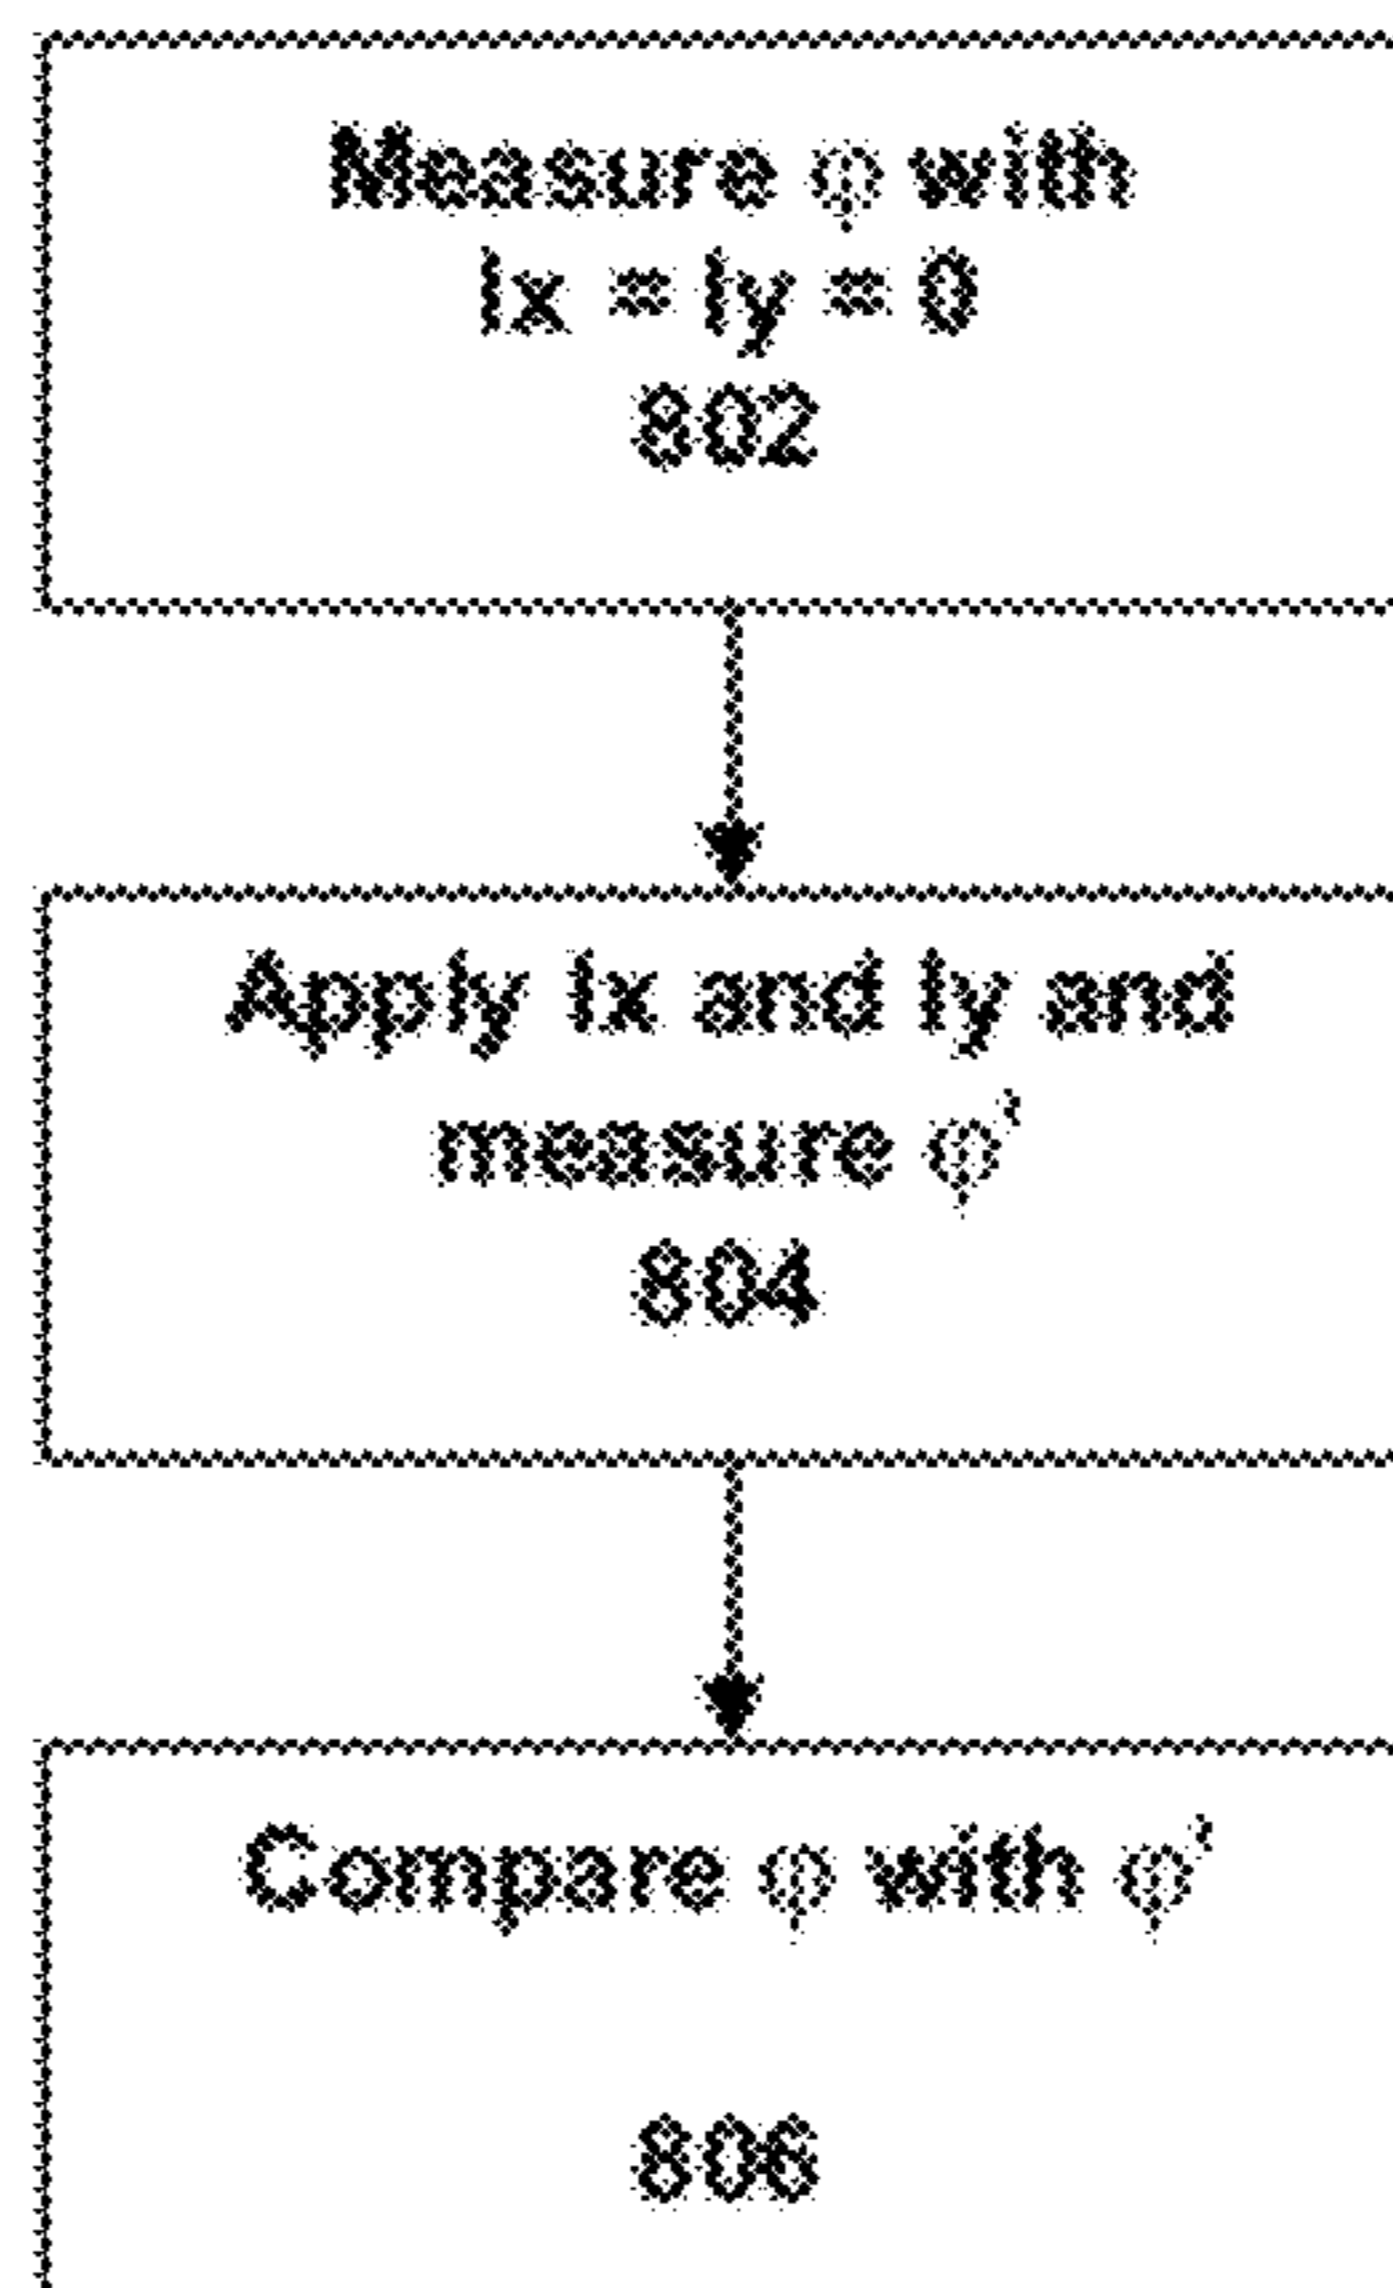 Measure φ with
Ix = Iy = 0
802
Apply Ix and Iy and
measure φ'
804
Compare φ with φ'
806